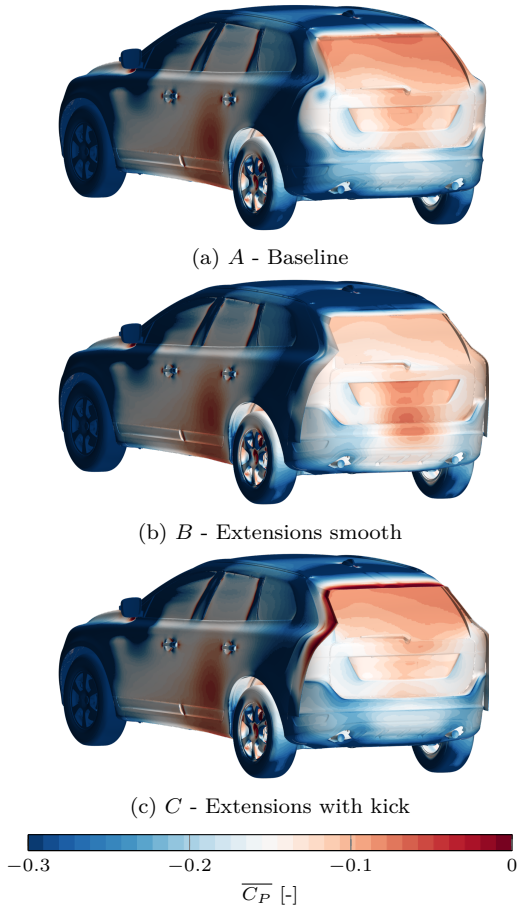 (a) A - Baseline
(b) B - Extensions smooth
(c) C - Extensions with kick
−0.3 −0.2 −0.1 0
C_P [-]